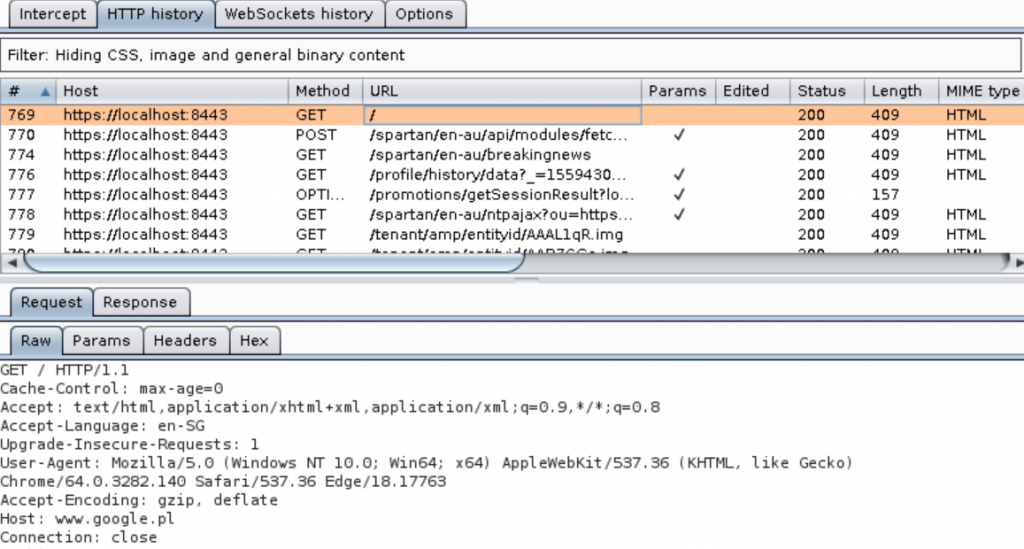 Intercept HTTP history WebSockets history Options
Filter: Hiding CSS, image and general binary content
# Host Method URL Params Edited Status Length MIME type
769 https://localhost:8443 GET / 200 409 HTML
770 https://localhost:8443 POST /spartan/en-au/api/modules/fetc... ✓ 200 409 HTML
774 https://localhost:8443 GET /spartan/en-au/breakingnews 200 409 HTML
776 https://localhost:8443 GET /profile/history/data?_=1559430... ✓ 200 409 HTML
777 https://localhost:8443 OPTI... /promotions/getSessionResult?lo... ✓ 200 157
778 https://localhost:8443 GET /spartan/en-au/ntpajax?ou=https... ✓ 200 409 HTML
779 https://localhost:8443 GET /tenant/amp/entityid/AAAL1qR.img 200 409 HTML
Request Response
Raw Params Headers Hex
GET / HTTP/1.1
Cache-Control: max-age=0
Accept: text/html,application/xhtml+xml,application/xml;q=0.9,*/*;q=0.8
Accept-Language: en-SG
Upgrade-Insecure-Requests: 1
User-Agent: Mozilla/5.0 (Windows NT 10.0; Win64; x64) AppleWebKit/537.36 (KHTML, like Gecko)
Chrome/64.0.3282.140 Safari/537.36 Edge/18.17763
Accept-Encoding: gzip, deflate
Host: www.google.pl
Connection: close